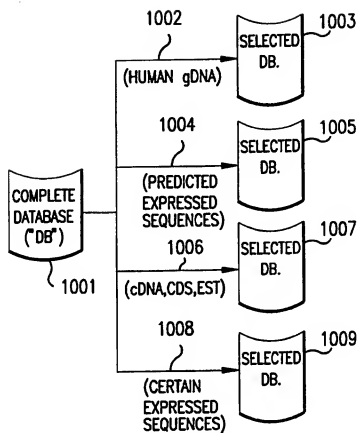 1002
(HUMAN gDNA)
1003
SELECTED
DB.
1004
(PREDICTED
EXPRESSED
SEQUENCES)
1005
SELECTED
DB.
COMPLETE
DATABASE
("DB")
1001
1006
(cDNA,CDS,EST)
1007
SELECTED
DB.
1008
(CERTAIN
EXPRESSED
SEQUENCES)
1009
SELECTED
DB.